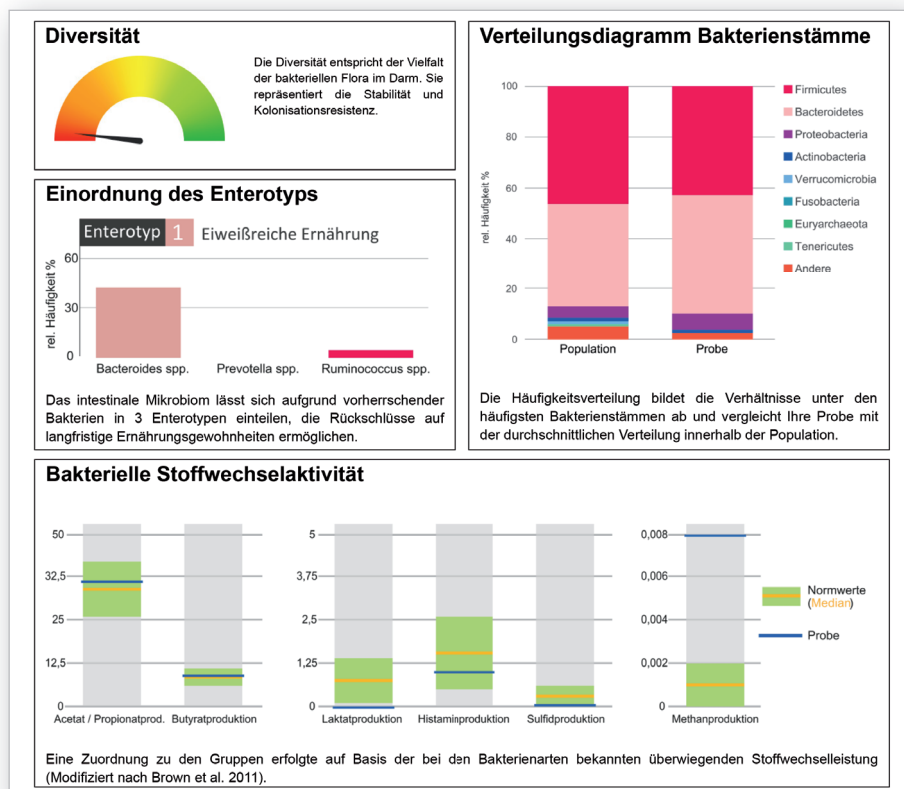 Diversität
Die Diversität entspricht der Vielfalt
der bakteriellen Flora im Darm. Sie
repräsentiert die Stabilität und
Kolonisationsresistenz.
Einordnung des Enterotyps
Enterotyp 1 Eiweißreiche Ernährung
rel. Häufigkeit %
60
30
0
Bacteroides spp. Prevotella spp. Ruminococcus spp.
Das intestinale Mikrobiom lässt sich aufgrund vorherrschender
Bakterien in 3 Enterotypen einteilen, die Rückschlüsse auf
langfristige Ernährungsgewohnheiten ermöglichen.
Verteilungsdiagramm Bakterienstämme
rel. Häufigkeit %
100
80
60
40
20
0
Population Probe
Firmicutes
Bacteroidetes
Proteobacteria
Actinobacteria
Verrucomicrobia
Fusobacteria
Euryarchaeota
Tenericutes
Andere
Die Häufigkeitsverteilung bildet die Verhältnisse unter den
häufigsten Bakterienstämmen ab und vergleicht Ihre Probe mit
der durchschnittlichen Verteilung innerhalb der Population.
Bakterielle Stoffwechselaktivität
50
32,5
25
12,5
0
Acetat / Propionatprod. Butyratproduktion
5
3,75
2,5
1,25
0
Laktatproduktion Histaminproduktion Sulfidproduktion
0,008
0,006
0,004
0,002
0
Methanproduktion
Normwerte
(Median)
Probe
Eine Zuordnung zu den Gruppen erfolgte auf Basis der bei den Bakterienarten bekannten überwiegenden Stoffwechselleistung
(Modifiziert nach Brown et al. 2011).